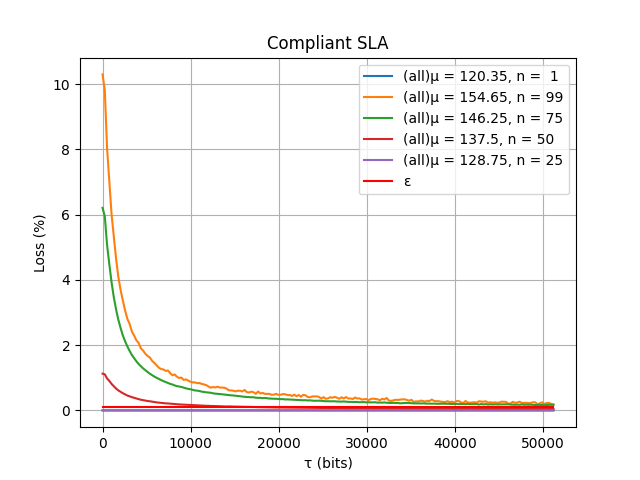 Compliant SLA
(all)μ = 120.35, n =  1
(all)μ = 154.65, n = 99
(all)μ = 146.25, n = 75
(all)μ = 137.5, n = 50
(all)μ = 128.75, n = 25
ε
10
8
6
4
2
0
Loss (%)
0 10000 20000 30000 40000 50000
τ (bits)